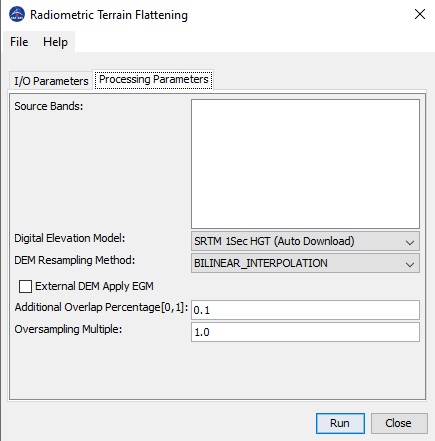 Radiometric Terrain Flattening
File Help
I/O Parameters Processing Parameters
Source Bands:
Digital Elevation Model: SRTM 1Sec HGT (Auto Download)
DEM Resampling Method: BILINEAR_INTERPOLATION
External DEM Apply EGM
Additional Overlap Percentage[0,1]: 0.1
Oversampling Multiple: 1.0
Run Close